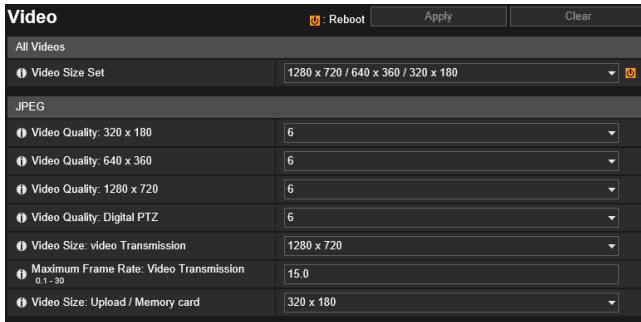 Video
: Reboot
Apply
Clear
All Videos
Video Size Set
1280 x 720 / 640 x 360 / 320 x 180
JPEG
Video Quality: 320 x 180
6
Video Quality: 640 x 360
6
Video Quality: 1280 x 720
6
Video Quality: Digital PTZ
6
Video Size: video Transmission
1280 x 720
Maximum Frame Rate: Video Transmission
0.1 - 30
15.0
Video Size: Upload / Memory card
320 x 180